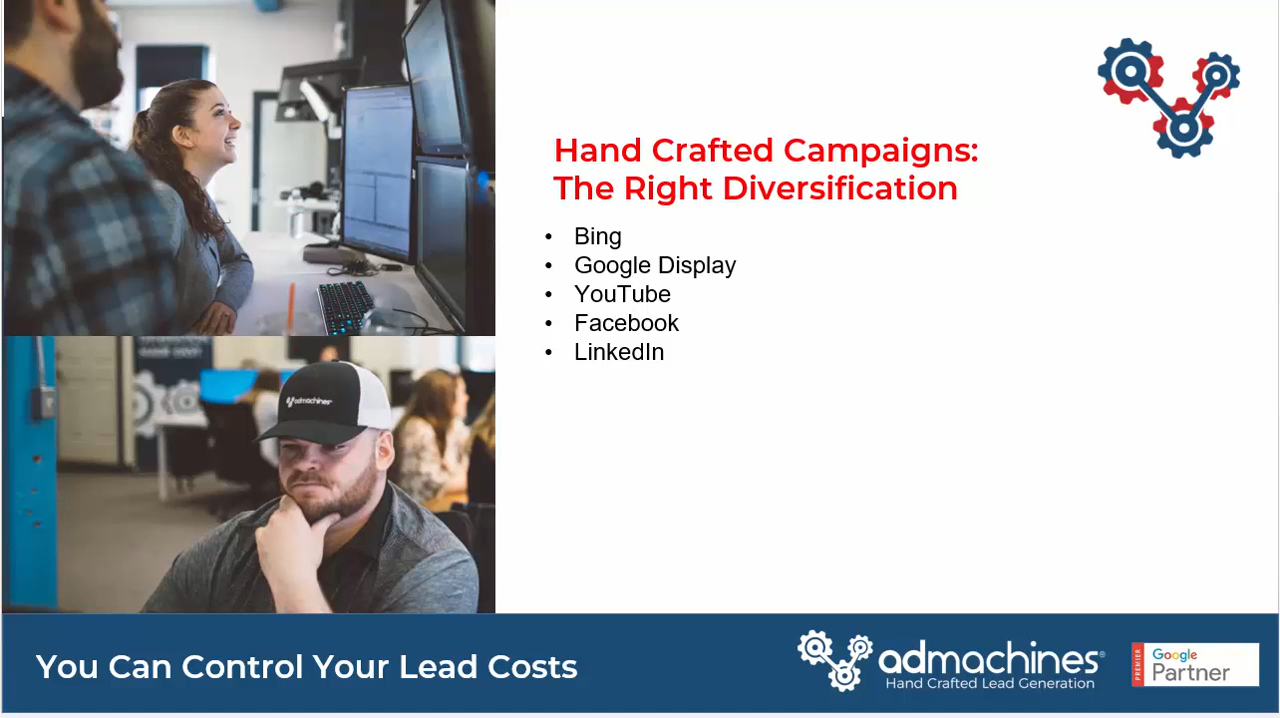 Hand Crafted Campaigns:
The Right Diversification
• Bing
• Google Display
• YouTube
• Facebook
• LinkedIn
admachines
You Can Control Your Lead Costs
admachines®
Hand Crafted Lead Generation
PREMIER
Google
Partner